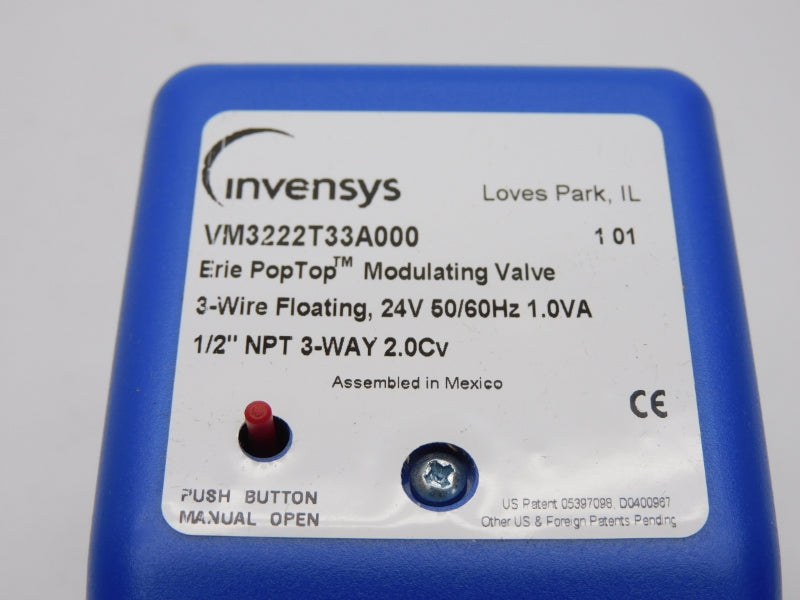 invensys Loves Park, IL
VM3222T33A000 1 01
Erie PopTop™ Modulating Valve
3-Wire Floating, 24V 50/60Hz 1.0VA
1/2" NPT 3-WAY 2.0Cv
Assembled in Mexico
CE
PUSH BUTTON
MANUAL OPEN
US Patent 05397098, D0400967
Other US & Foreign Patents Pending